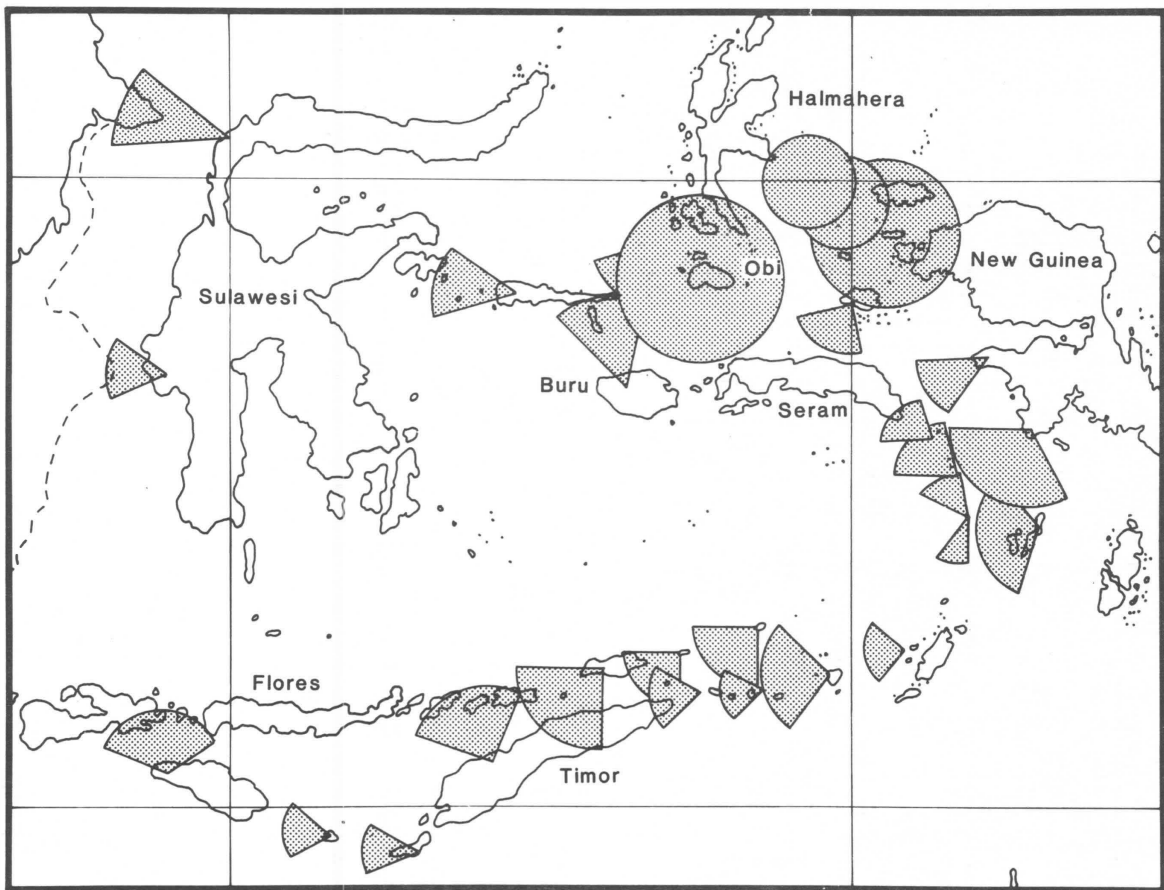 Halmahera
New Guinea
Obi
Sulawesi
Buru
Seram
Flores
Timor